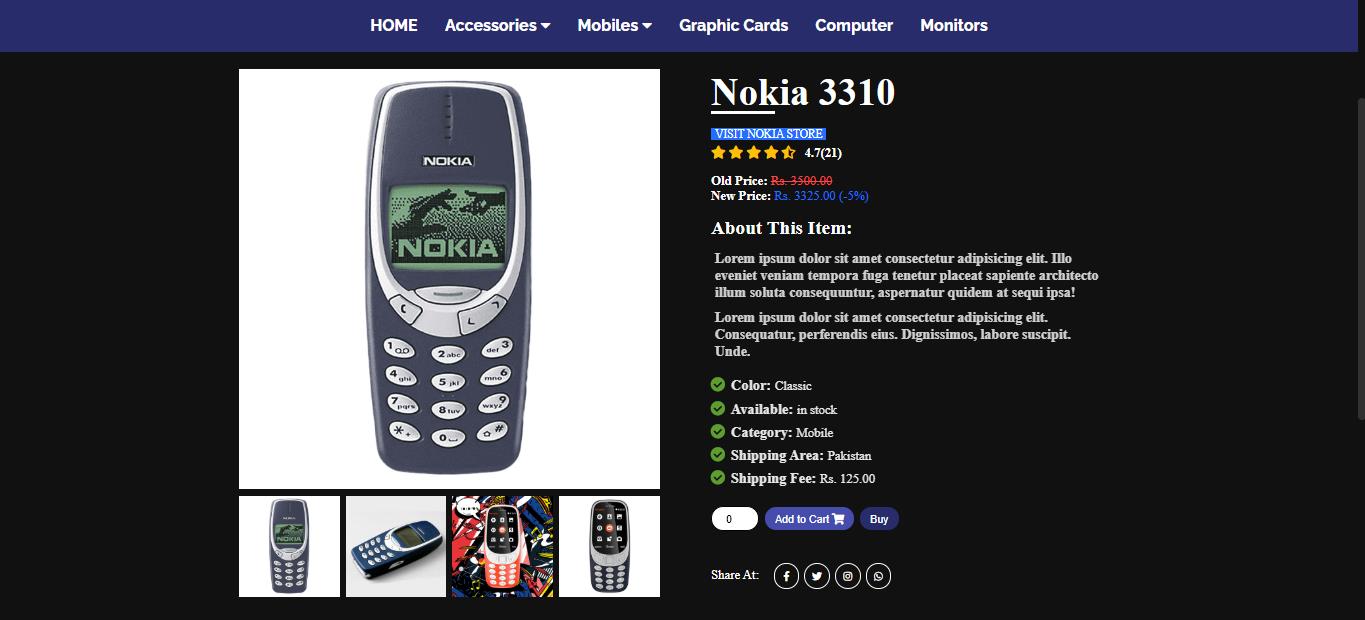 HOME Accessories Mobiles Graphic Cards Computer Monitors
NOKIA
NOKIA
1
2 abc
def 3
4 ghi
5 jkl
mno 6
7 pqrs
8 tuv
wxyz 9
* +
0
#
NOKIA
Nokia 3310
VISIT NOKIA STORE
4.7(21)
Old Price: Rs. 3500.00
New Price: Rs. 3325.00 (-5%)
About This Item:
Lorem ipsum dolor sit amet consectetur adipisicing elit. Illo
eveniet veniam tempora fuga tenetur placeat sapiente architecto
illum soluta consequuntur, aspernatur quidem at sequi ipsa!
Lorem ipsum dolor sit amet consectetur adipisicing elit.
Consequatur, perferendis eius. Dignissimos, labore suscipit.
Unde.
Color: Classic
Available: in stock
Category: Mobile
Shipping Area: Pakistan
Shipping Fee: Rs. 125.00
0 Add to Cart Buy
Share At: